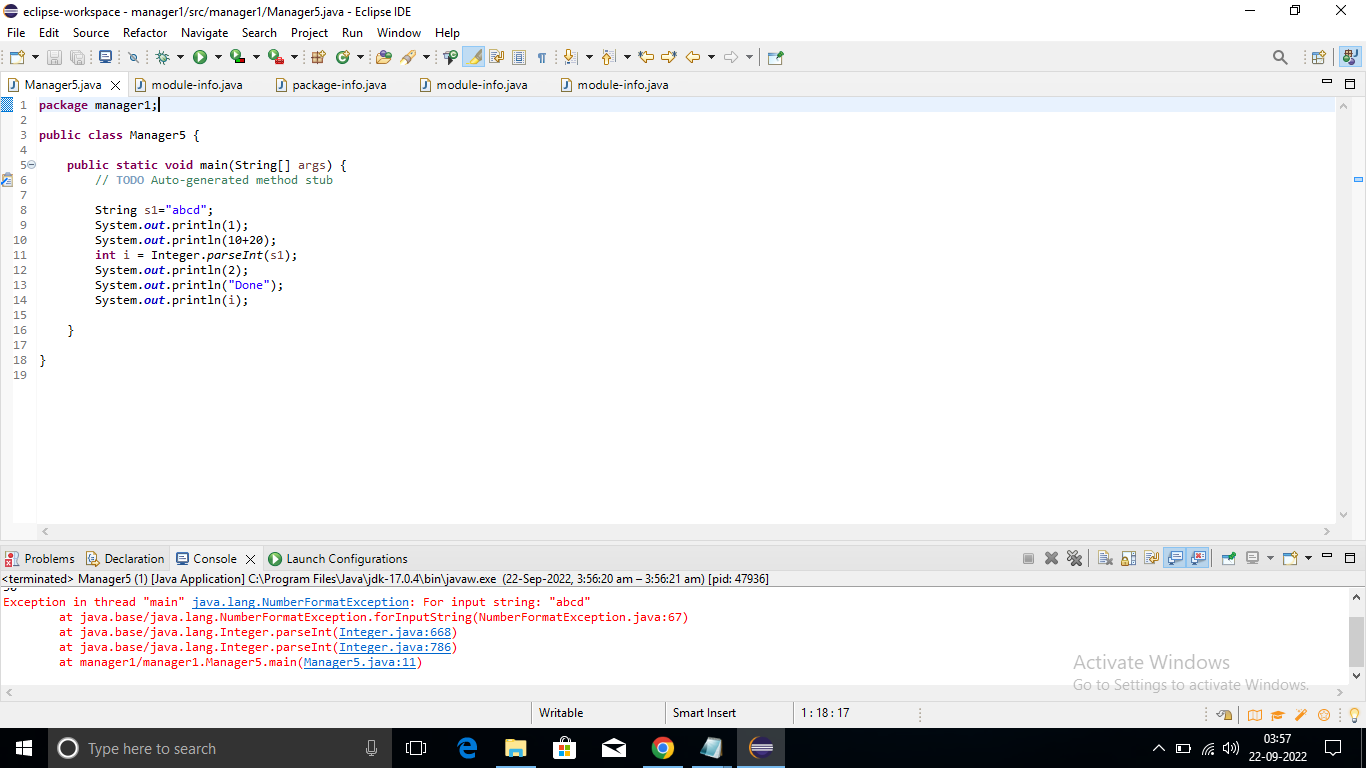 eclipse-workspace - manager1/src/manager1/Manager5.java - Eclipse IDE
File Edit Source Refactor Navigate Search Project Run Window Help
Manager5.java module-info.java package-info.java module-info.java module-info.java
1 package manager1;
2
3 public class Manager5 {
4
5 public static void main(String[] args) {
6 // TODO Auto-generated method stub
7
8 String s1="abcd";
9 System.out.println(1);
10 System.out.println(10+20);
11 int i = Integer.parseInt(s1);
12 System.out.println(2);
13 System.out.println("Done");
14 System.out.println(i);
15
16 }
17
18 }
19
Problems Declaration Console Launch Configurations
<terminated> Manager5 (1) [Java Application] C:\Program Files\Java\jdk-17.0.4\bin\javaw.exe (22-Sep-2022, 3:56:20 am – 3:56:21 am) [pid: 47936]
Exception in thread "main" java.lang.NumberFormatException: For input string: "abcd"
at java.base/java.lang.NumberFormatException.forInputString(NumberFormatException.java:67)
at java.base/java.lang.Integer.parseInt(Integer.java:668)
at java.base/java.lang.Integer.parseInt(Integer.java:786)
at manager1/manager1.Manager5.main(Manager5.java:11)
Activate Windows
Go to Settings to activate Windows.
Writable Smart Insert 1 : 18 : 17
Type here to search
03:57
22-09-2022